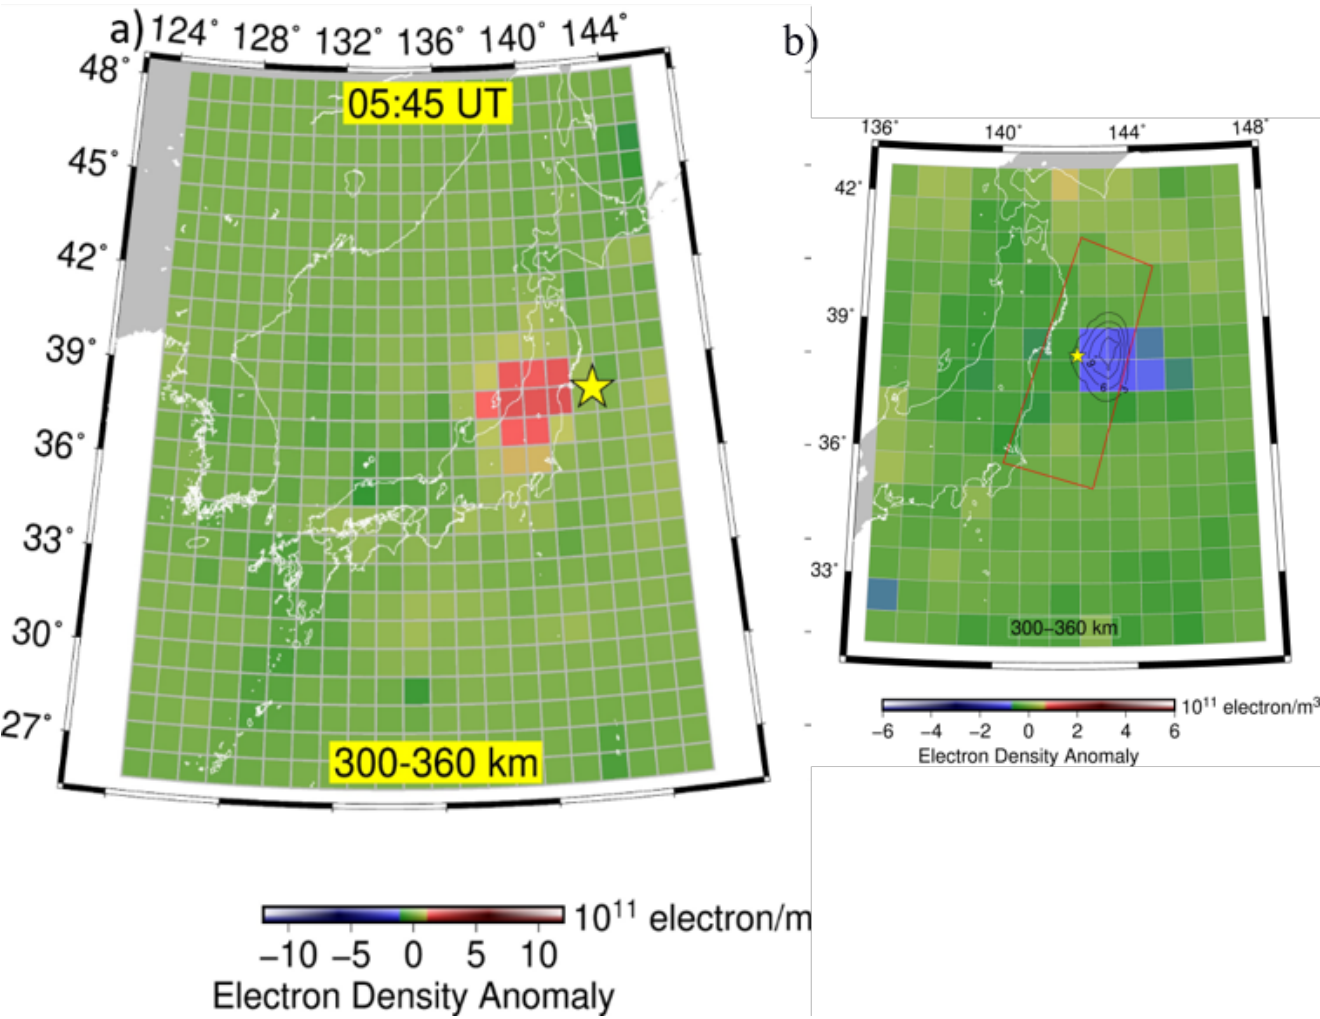 a)
124° 128° 132° 136° 140° 144°
48°
45°
42°
39°
36°
33°
30°
27°
05:45 UT
300-360 km
10¹¹ electron/m
−10 −5 0 5 10
Electron Density Anomaly
b)
136° 140° 144° 148°
42°
39°
36°
33°
6
300−360 km
10¹¹ electron/m³
−6 −4 −2 0 2 4 6
Electron Density Anomaly